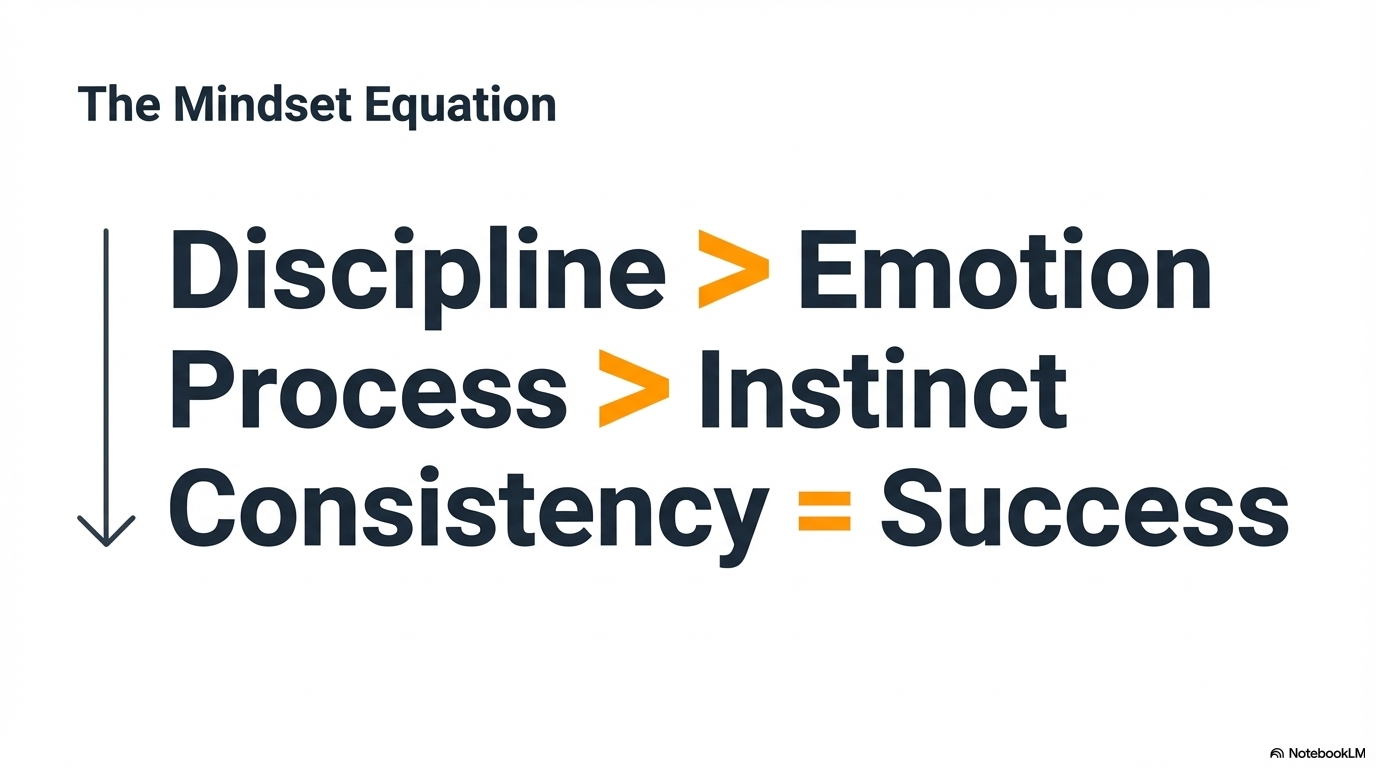 The Mindset Equation
Discipline > Emotion
Process > Instinct
Consistency = Success
NotebookLM